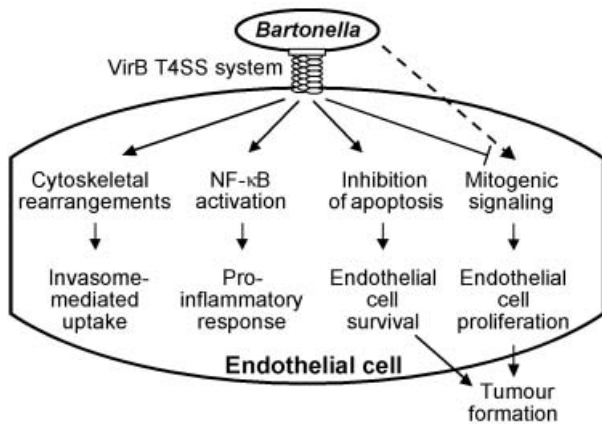 Bartonella
VirB T4SS system
Cytoskeletal
rearrangements
NF-κB
activation
Inhibition
of apoptosis
Mitogenic
signaling
Invasome-
mediated
uptake
Pro-
inflammatory
response
Endothelial
cell
survival
Endothelial
cell
proliferation
Endothelial cell
Tumour
formation